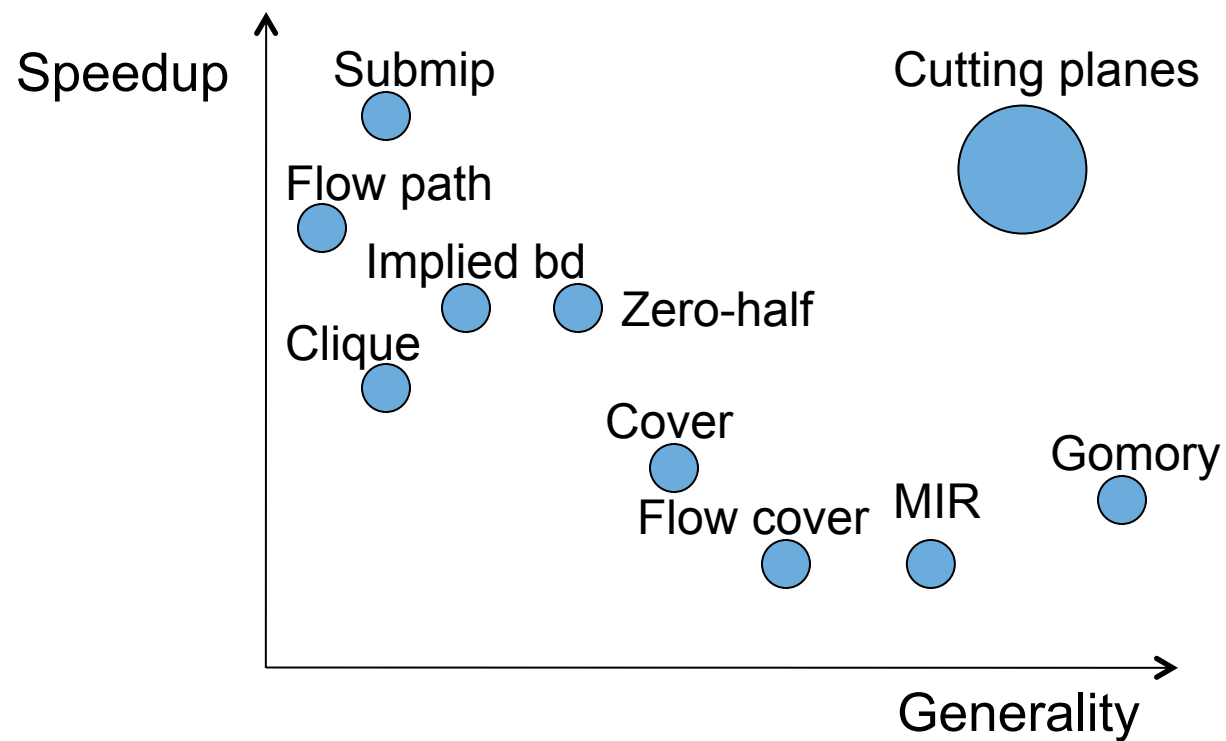 Speedup
Submip
Cutting planes
Flow path
Implied bd
Zero-half
Clique
Cover
Gomory
Flow cover
MIR
Generality